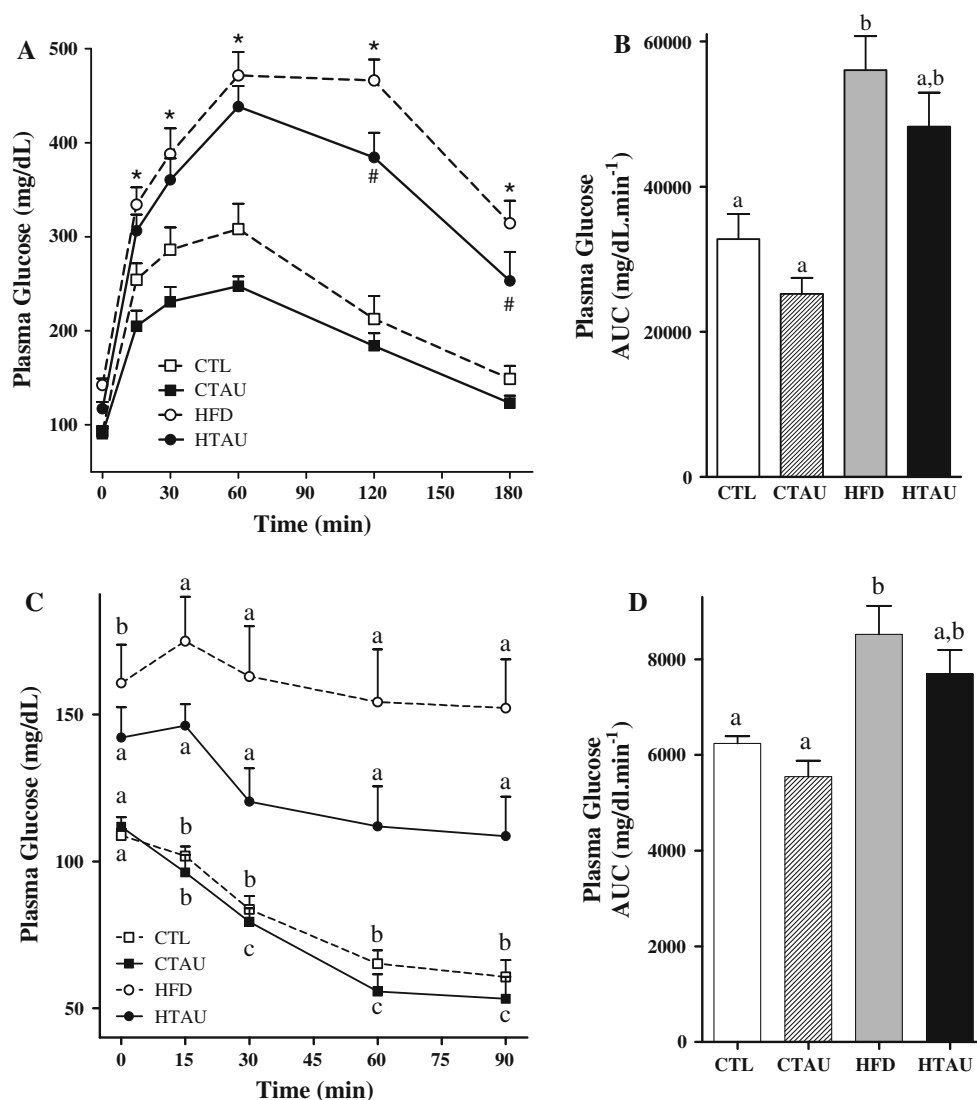 A
Plasma Glucose (mg/dL)
500
400
300
200
100
* * * * * *
# #
CTL
CTAU
HFD
HTAU
0 30 60 90 120 150 180
Time (min)
B
Plasma Glucose
AUC (mg/dL.min-1)
60000
40000
20000
0
a a b a,b
CTL CTAU HFD HTAU
C
Plasma Glucose (mg/dL)
150
100
50
b a a a a
a a a a a
a b b b b
a b c c c
CTL
CTAU
HFD
HTAU
0 15 30 45 60 75 90
Time (min)
D
Plasma Glucose
AUC (mg/dl.min-1)
8000
6000
4000
2000
0
a a b a,b
CTL CTAU HFD HTAU